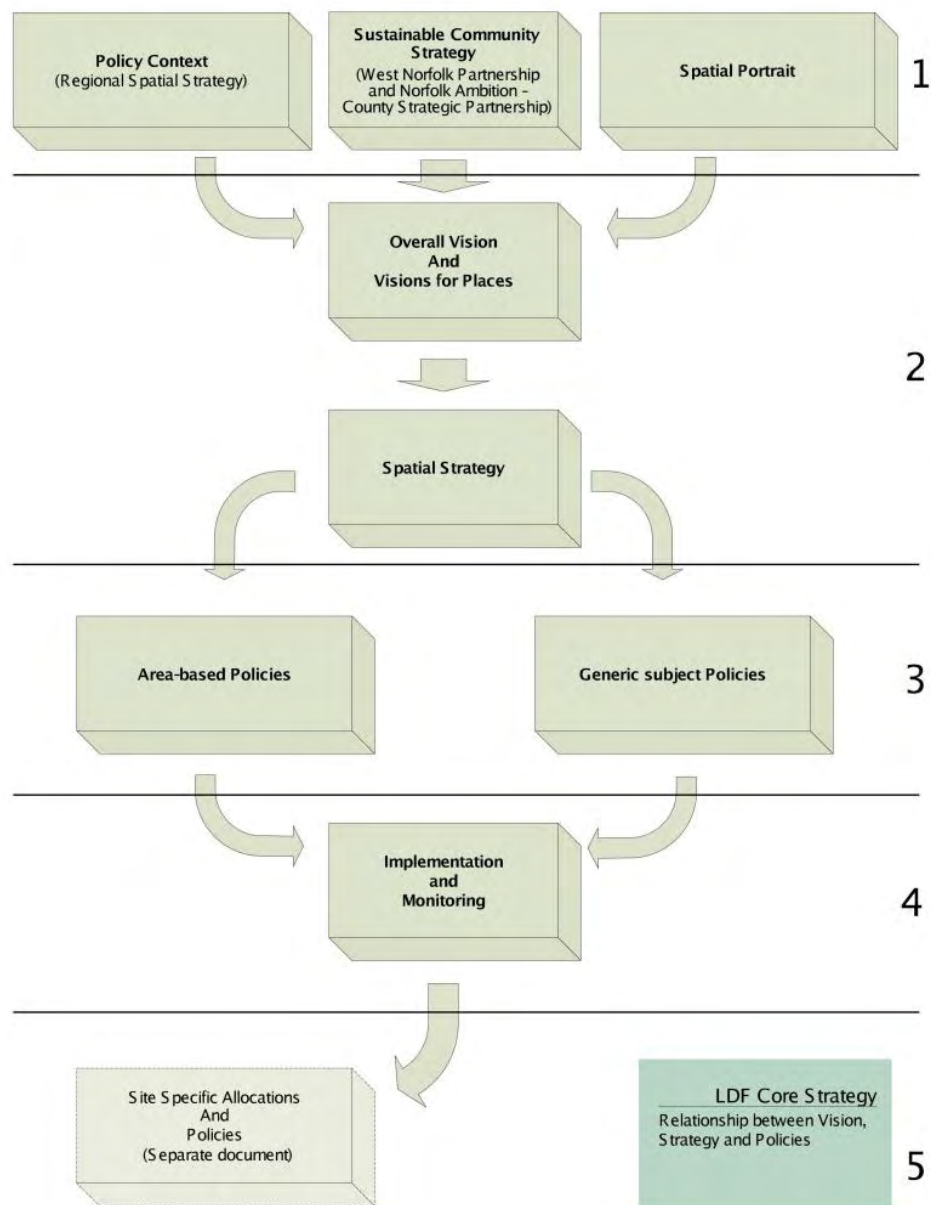 Policy Context
(Regional Spatial Strategy)
Sustainable Community
Strategy
(West Norfolk Partnership
and Norfolk Ambition -
County Strategic Partnership)
Spatial Portrait
1
Overall Vision
And
Visions for Places
2
Spatial Strategy
Area-based Policies
Generic subject Policies
3
Implementation
and
Monitoring
4
Site Specific Allocations
And
Policies
(Separate document)
LDF Core Strategy
Relationship between Vision,
Strategy and Policies
5